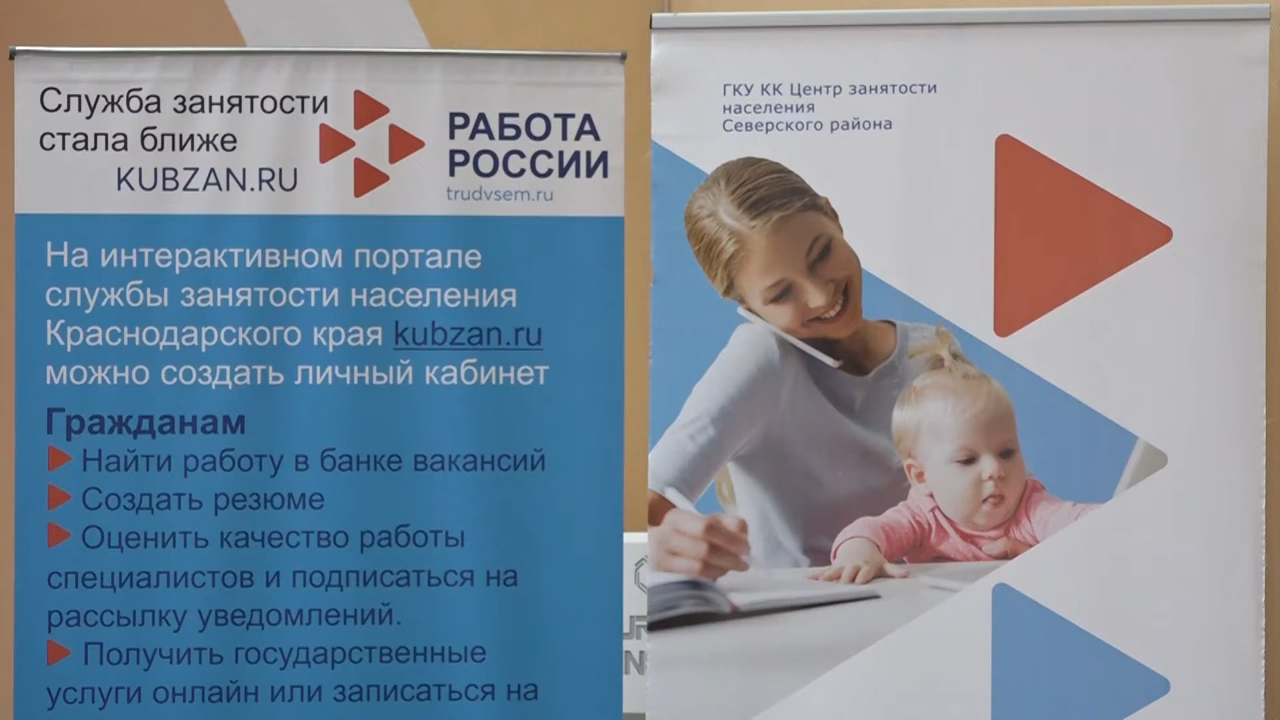 Служба занятости
стала ближе
KUBZAN.RU
РАБОТА
РОССИИ
trudvsem.ru
На интерактивном портале
службы занятости населения
Краснодарского края kubzan.ru
можно создать личный кабинет
Гражданам
Найти работу в банке вакансий
Создать резюме
Оценить качество работы
специалистов и подписаться на
рассылку уведомлений.
Получить государственные
услуги онлайн или записаться на
ГКУ КК Центр занятости
населения
Северского района